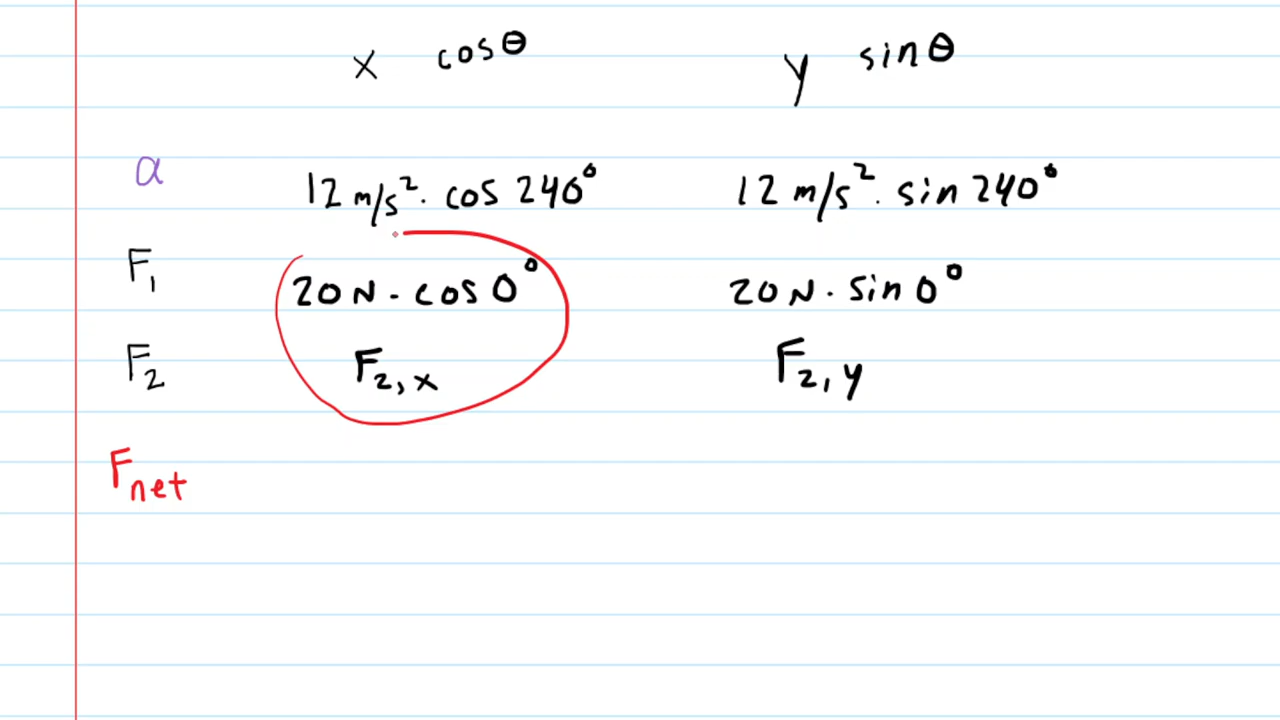 x cosθ y sinθ
a 12 m/s². cos 240° 12 m/s². sin 240°
F₁ 20 N · cos 0° 20 N · sin 0°
F₂ F₂,x F₂,y
Fnet